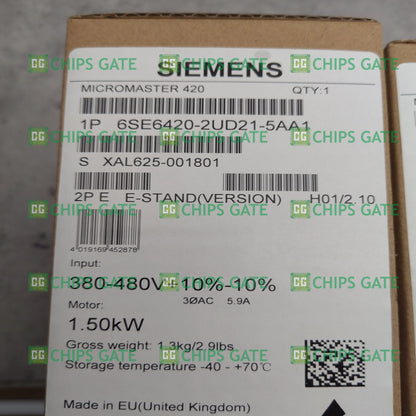 SIEMENS
MICROMASTER 420 QTY:1
1P 6SE6420-2UD21-5AA1
S XAL625-001801
2P E E-STAND(VERSION) H01/2.10
4 019169 452878
Input:
380-480V+10%-10%
3ØAC 5.9A
Motor:
1.50kW
Gross weight: 1.3kg/2.9lbs
Storage temperature -40 - +70°C
Made in EU(United Kingdom)
CG CHIPS GATE